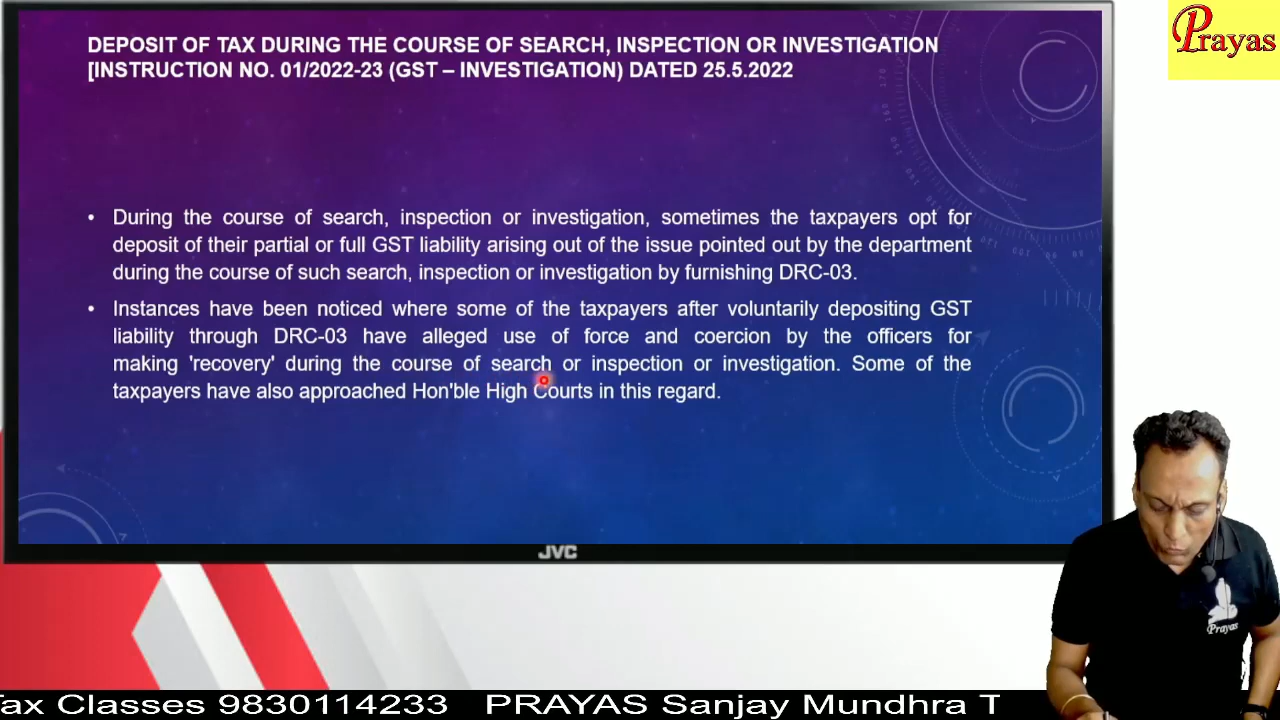 Prayas
DEPOSIT OF TAX DURING THE COURSE OF SEARCH, INSPECTION OR INVESTIGATION
[INSTRUCTION NO. 01/2022-23 (GST – INVESTIGATION) DATED 25.5.2022
• During the course of search, inspection or investigation, sometimes the taxpayers opt for
deposit of their partial or full GST liability arising out of the issue pointed out by the department
during the course of such search, inspection or investigation by furnishing DRC-03.
• Instances have been noticed where some of the taxpayers after voluntarily depositing GST
liability through DRC-03 have alleged use of force and coercion by the officers for
making 'recovery' during the course of search or inspection or investigation. Some of the
taxpayers have also approached Hon'ble High Courts in this regard.
JVC
Prayas
Tax Classes 9830114233 PRAYAS Sanjay Mundhra T